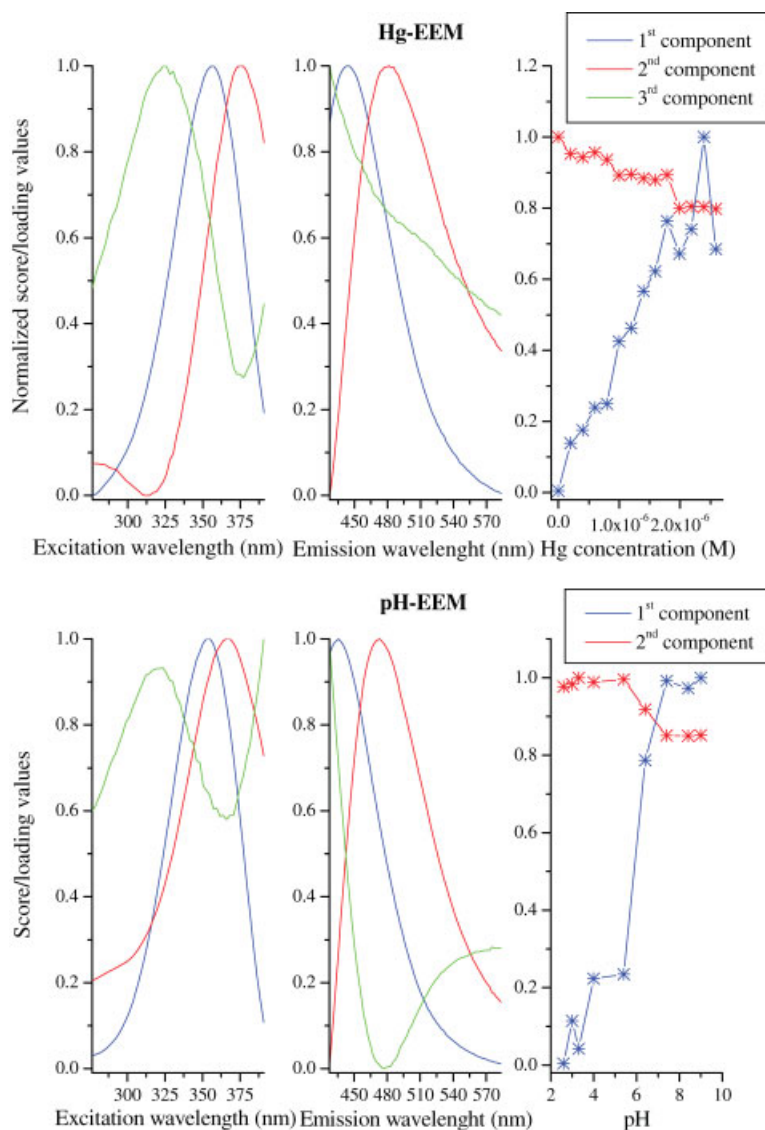 Hg-EEM
1st component
2nd component
3rd component
Normalized score/loading values
1.0
0.8
0.6
0.4
0.2
0.0
300 325 350 375
Excitation wavelength (nm)
1.0
0.8
0.6
0.4
0.2
0.0
450 480 510 540 570
Emission wavelenght (nm)
1.2
1.0
0.8
0.6
0.4
0.2
0.0
0.0 1.0x10-6 2.0x10-6
Hg concentration (M)
pH-EEM
1st component
2nd component
Score/loading values
1.0
0.8
0.6
0.4
0.2
0.0
300 325 350 375
Excitation wavelength (nm)
1.0
0.8
0.6
0.4
0.2
0.0
450 480 510 540 570
Emission wavelenght (nm)
1.0
0.8
0.6
0.4
0.2
0.0
2 4 6 8 10
pH